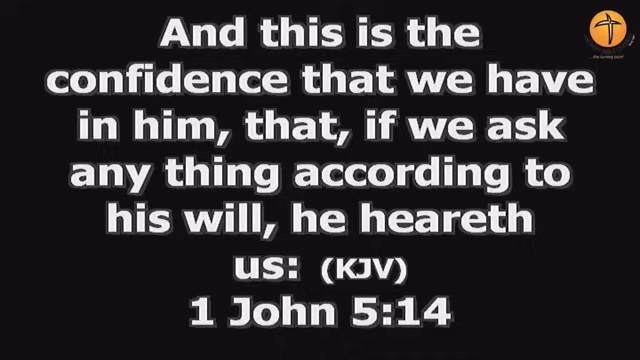 And this is the
confidence that we have
in him, that, if we ask
any thing according to
his will, he heareth
us: (KJV)
1 John 5:14